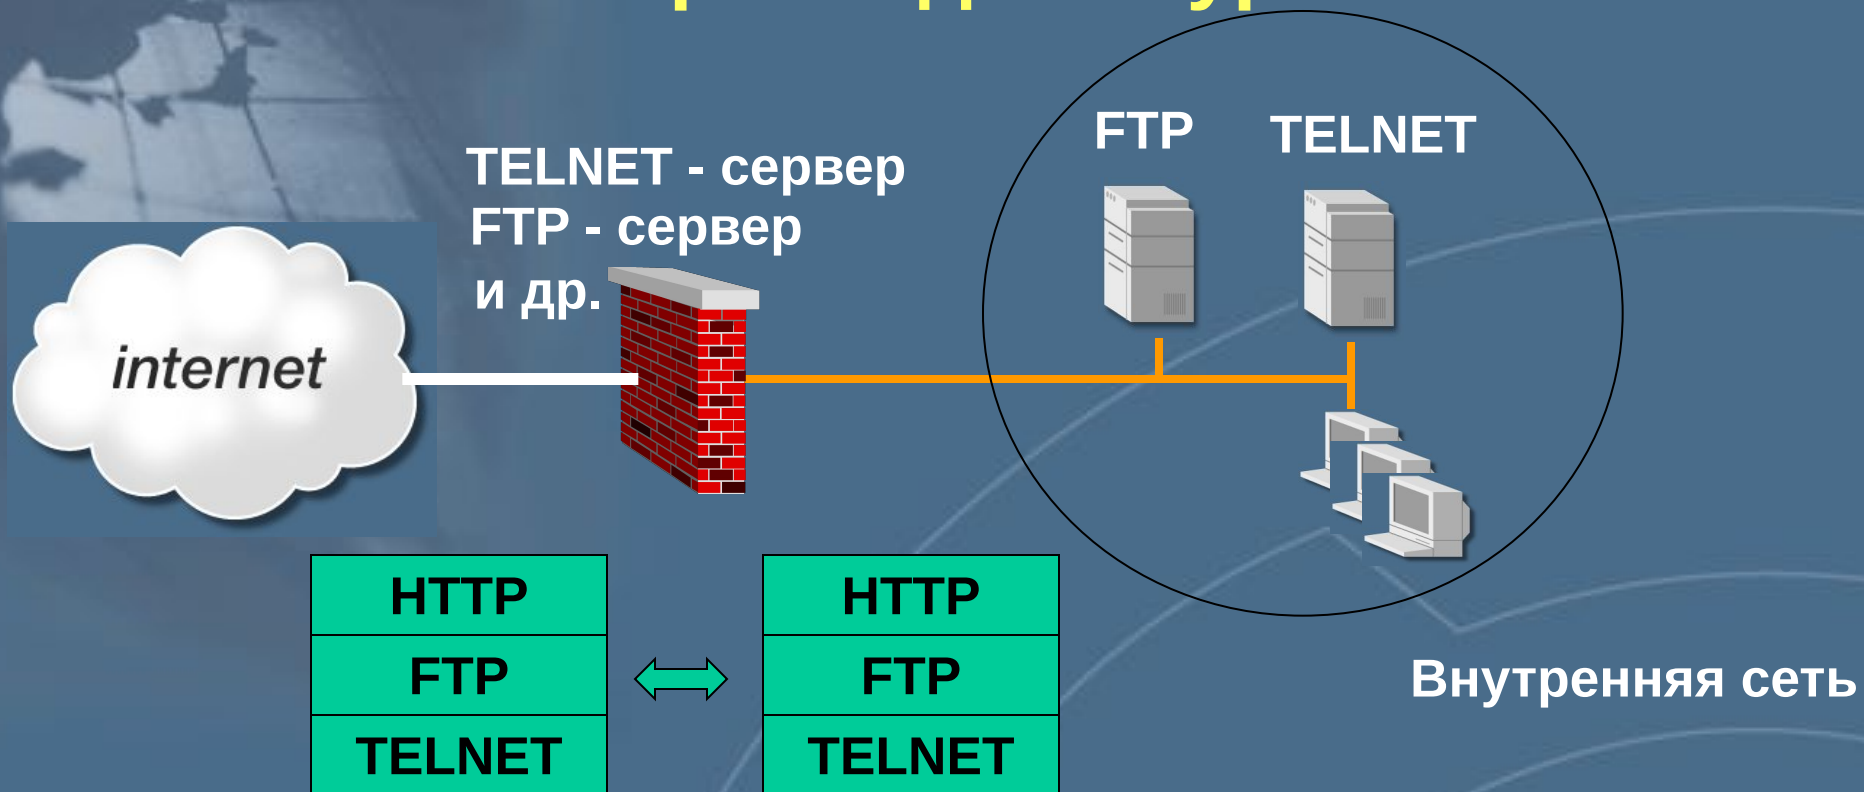 FTP TELNET
TELNET - сервер
FTP - сервер
и др.
internet
HTTP HTTP
FTP FTP
Внутренняя сеть
TELNET TELNET